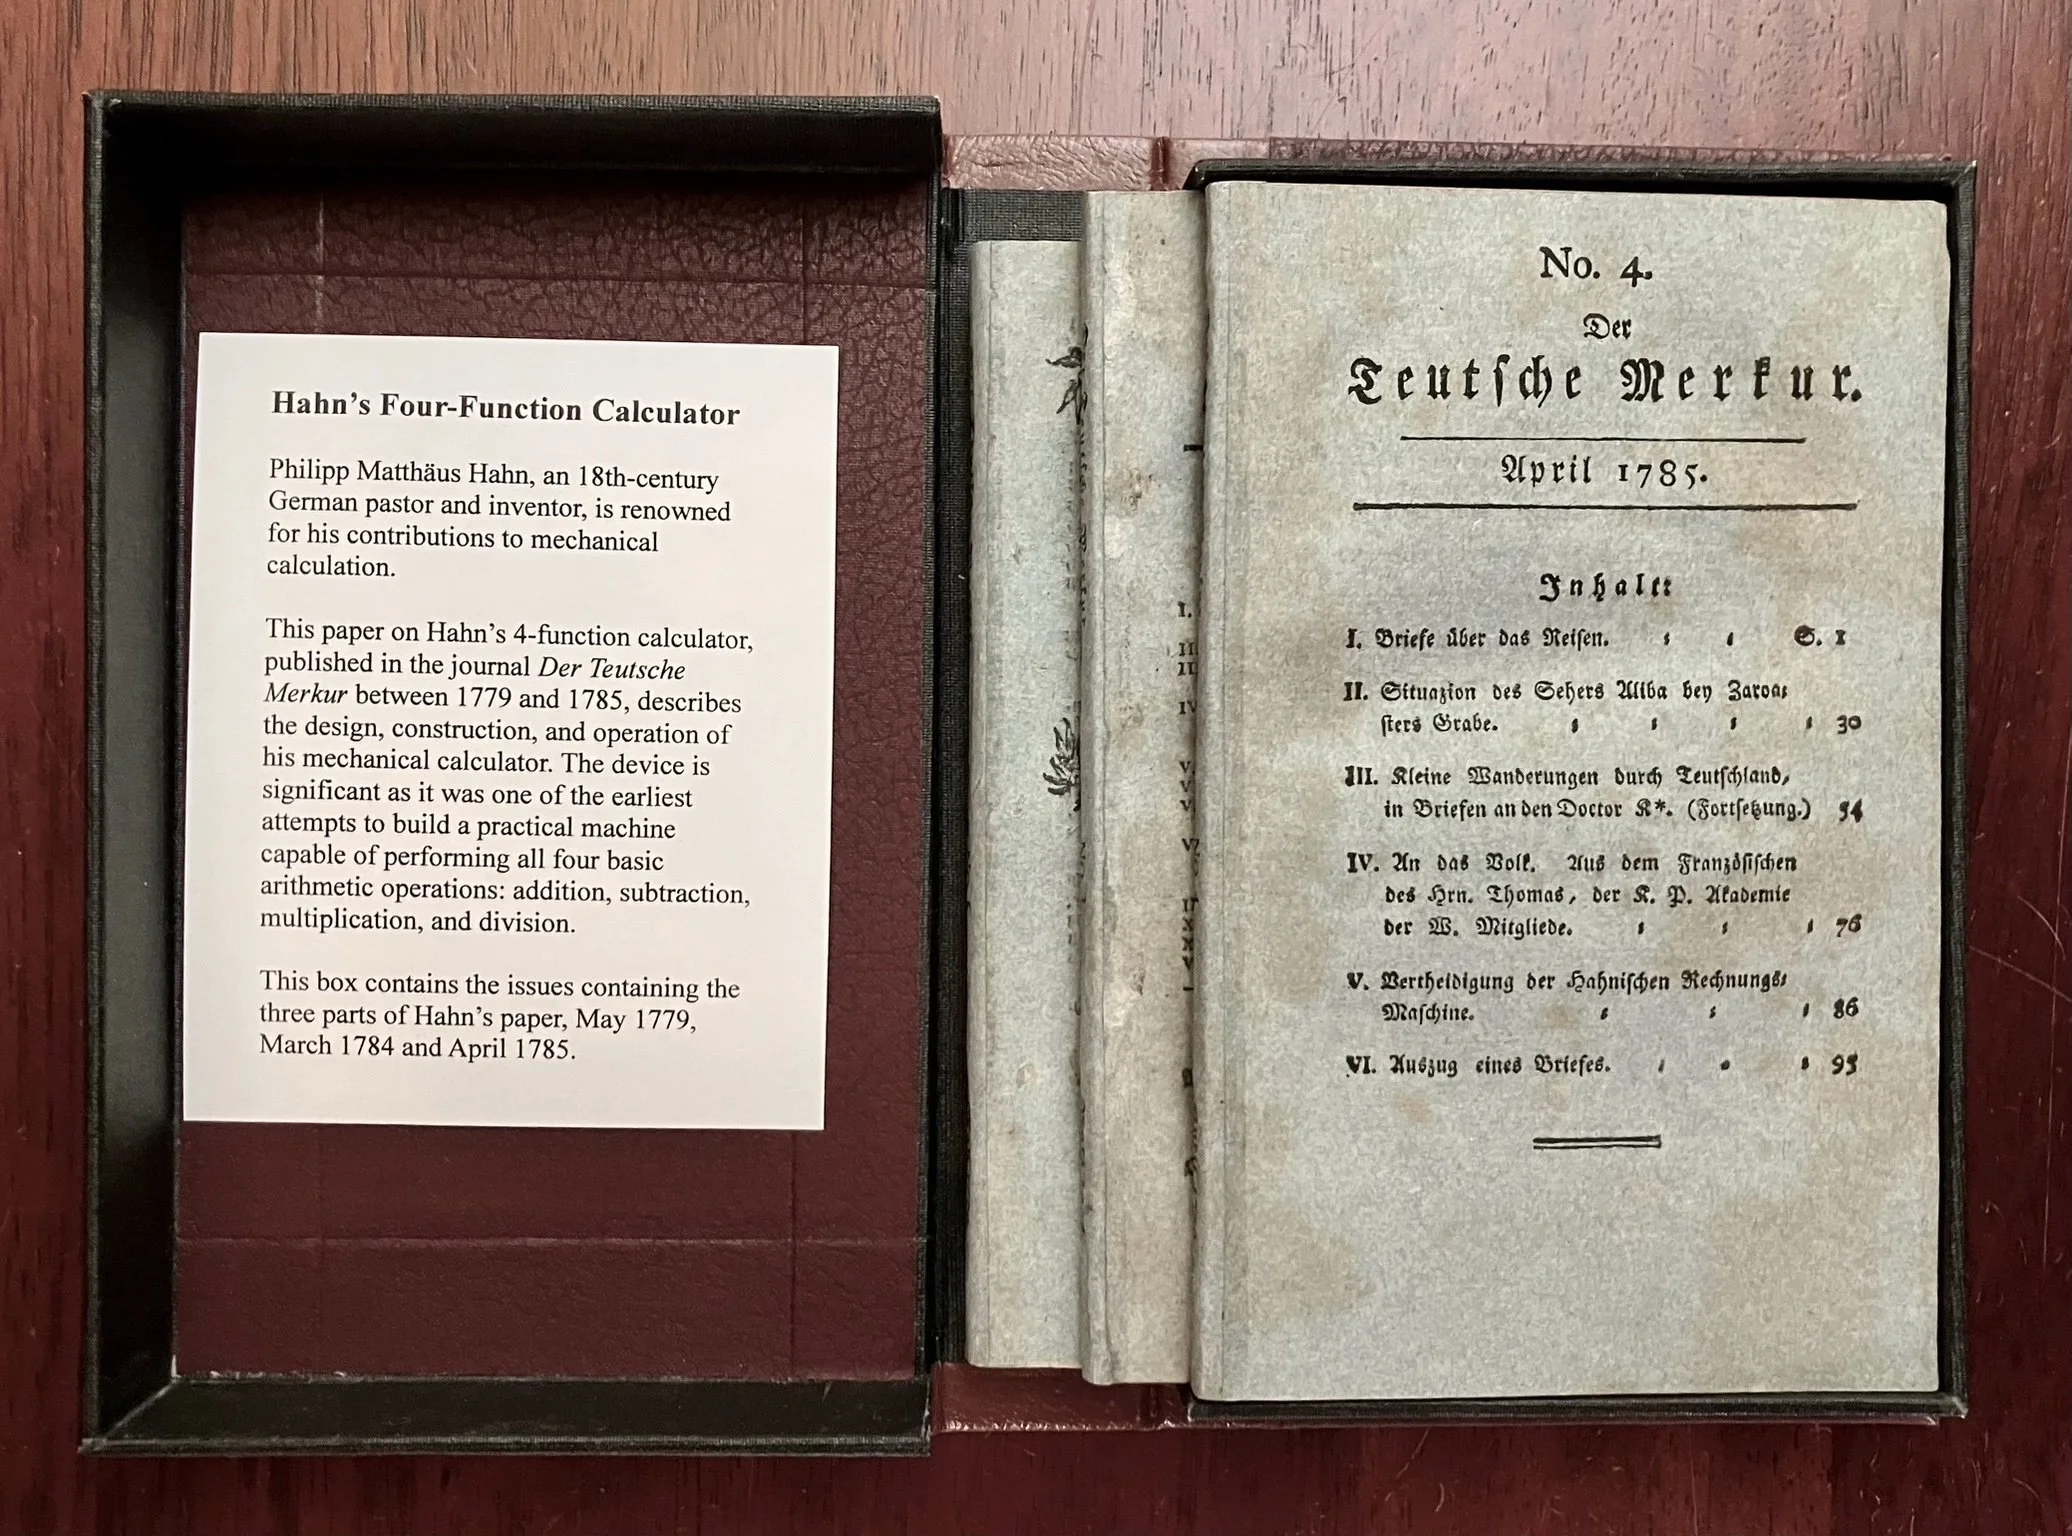 Hahn’s Four-Function Calculator
Philipp Matthäus Hahn, an 18th-century
German pastor and inventor, is renowned
for his contributions to mechanical
calculation.
This paper on Hahn’s 4-function calculator,
published in the journal Der Teutsche
Merkur between 1779 and 1785, describes
the design, construction, and operation of
his mechanical calculator. The device is
significant as it was one of the earliest
attempts to build a practical machine
capable of performing all four basic
arithmetic operations: addition, subtraction,
multiplication, and division.
This box contains the issues containing the
three parts of Hahn’s paper, May 1779,
March 1784 and April 1785.
I.
II
III
IV
No. 4.
Der
Teutſche Merkur.
April 1785.
Inhalt:
I. Briefe über das Reiſen. S. 1
II. Situazion des Sehers Aliba bey Zaroa⸗
ſters Grabe. 30
III. Kleine Wanderungen durch Teutſchland,
in Briefen an den Doctor K*. (Fortſetzung.) 54
IV. An das Volk. Aus dem Französiſchen
des Hrn. Thomas, der K. P. Akademie
der W. Mitgliede. 76
V. Vertheidigung der Hahniſchen Rechnungs⸗
Maſchine. 86
VI. Auszug eines Briefes. 95